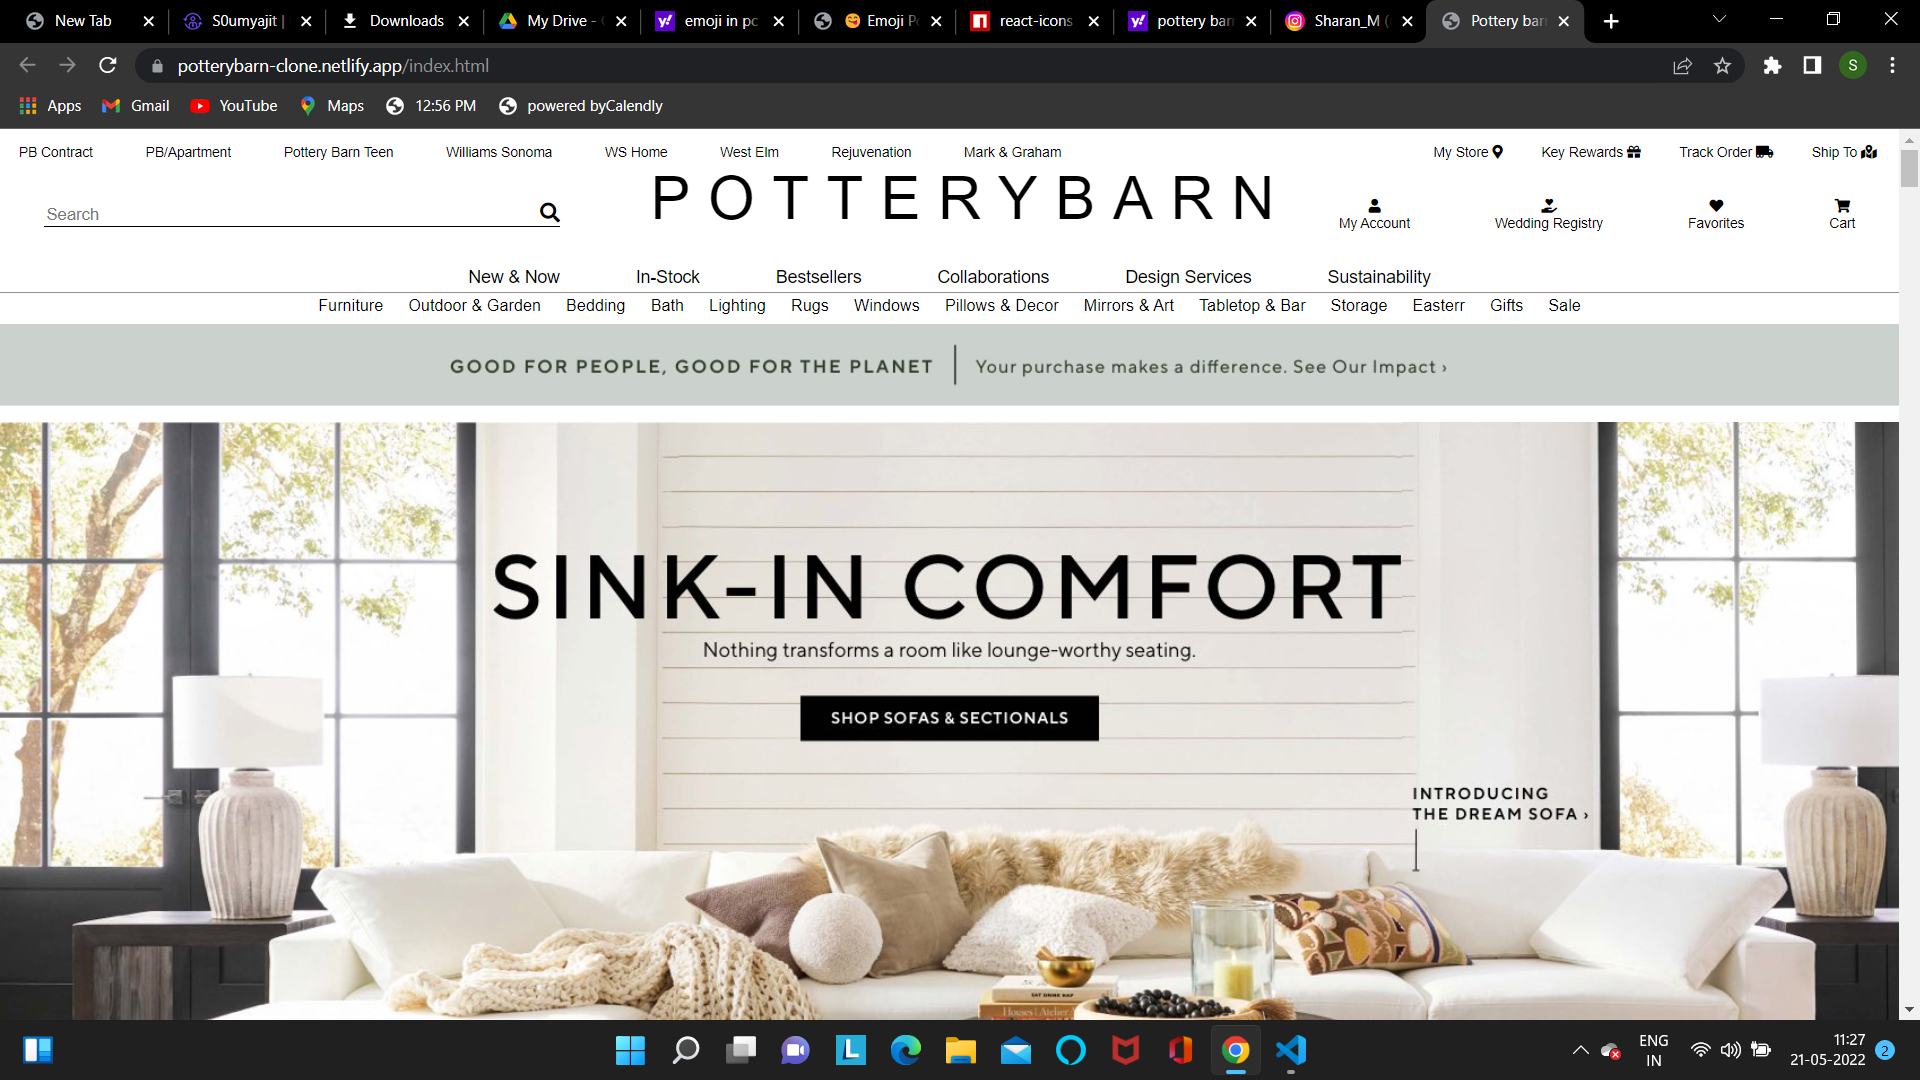 New Tab
S0umyajit |
Downloads
My Drive -
emoji in pc
Emoji P
react-icons
pottery bar
Sharan_M (
Pottery bar
potterybarn-clone.netlify.app/index.html
S
Apps
Gmail
YouTube
Maps
12:56 PM
powered byCalendly
PB Contract
PB/Apartment
Pottery Barn Teen
Williams Sonoma
WS Home
West Elm
Rejuvenation
Mark & Graham
My Store
Key Rewards
Track Order
Ship To
Search
POTTERYBARN
My Account
Wedding Registry
Favorites
Cart
New & Now
In-Stock
Bestsellers
Collaborations
Design Services
Sustainability
Furniture
Outdoor & Garden
Bedding
Bath
Lighting
Rugs
Windows
Pillows & Decor
Mirrors & Art
Tabletop & Bar
Storage
Easterr
Gifts
Sale
GOOD FOR PEOPLE, GOOD FOR THE PLANET
Your purchase makes a difference. See Our Impact ›
SINK-IN COMFORT
Nothing transforms a room like lounge-worthy seating.
SHOP SOFAS & SECTIONALS
INTRODUCING
THE DREAM SOFA ›
EAT DRINK NAP
Houses | Atelier
ENG
IN
11:27
21-05-2022
2